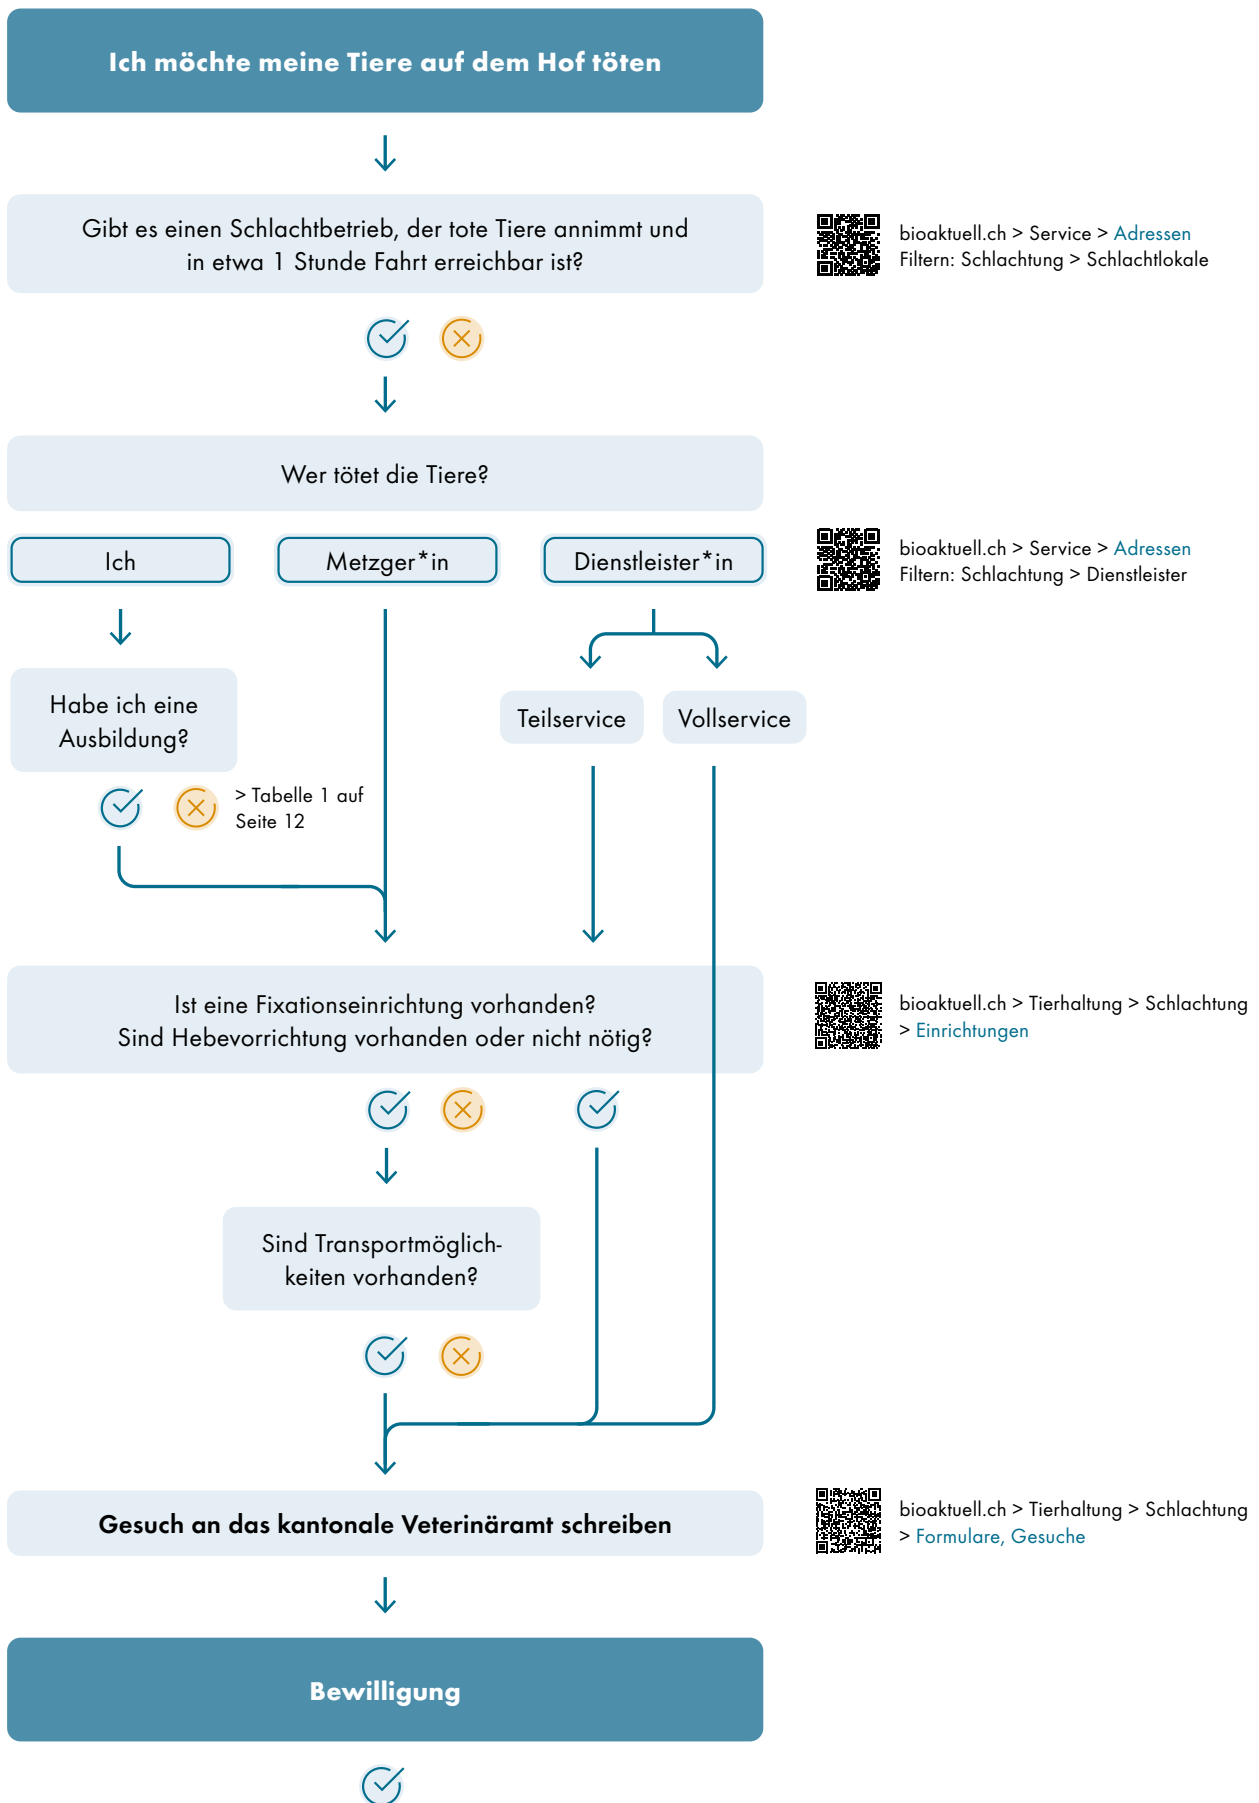 Ich möchte meine Tiere auf dem Hof töten
Gibt es einen Schlachtbetrieb, der tote Tiere annimmt und
in etwa 1 Stunde Fahrt erreichbar ist?
bioaktuell.ch > Service > Adressen
Filtern: Schlachtung > Schlachtlokale
Wer tötet die Tiere?
Ich
Metzger*in
Dienstleister*in
bioaktuell.ch > Service > Adressen
Filtern: Schlachtung > Dienstleister
Habe ich eine
Ausbildung?
Teilservice
Vollservice
> Tabelle 1 auf
Seite 12
Ist eine Fixationseinrichtung vorhanden?
Sind Hebevorrichtung vorhanden oder nicht nötig?
bioaktuell.ch > Tierhaltung > Schlachtung
> Einrichtungen
Sind Transportmöglich-
keiten vorhanden?
Gesuch an das kantonale Veterinäramt schreiben
bioaktuell.ch > Tierhaltung > Schlachtung
> Formulare, Gesuche
Bewilligung